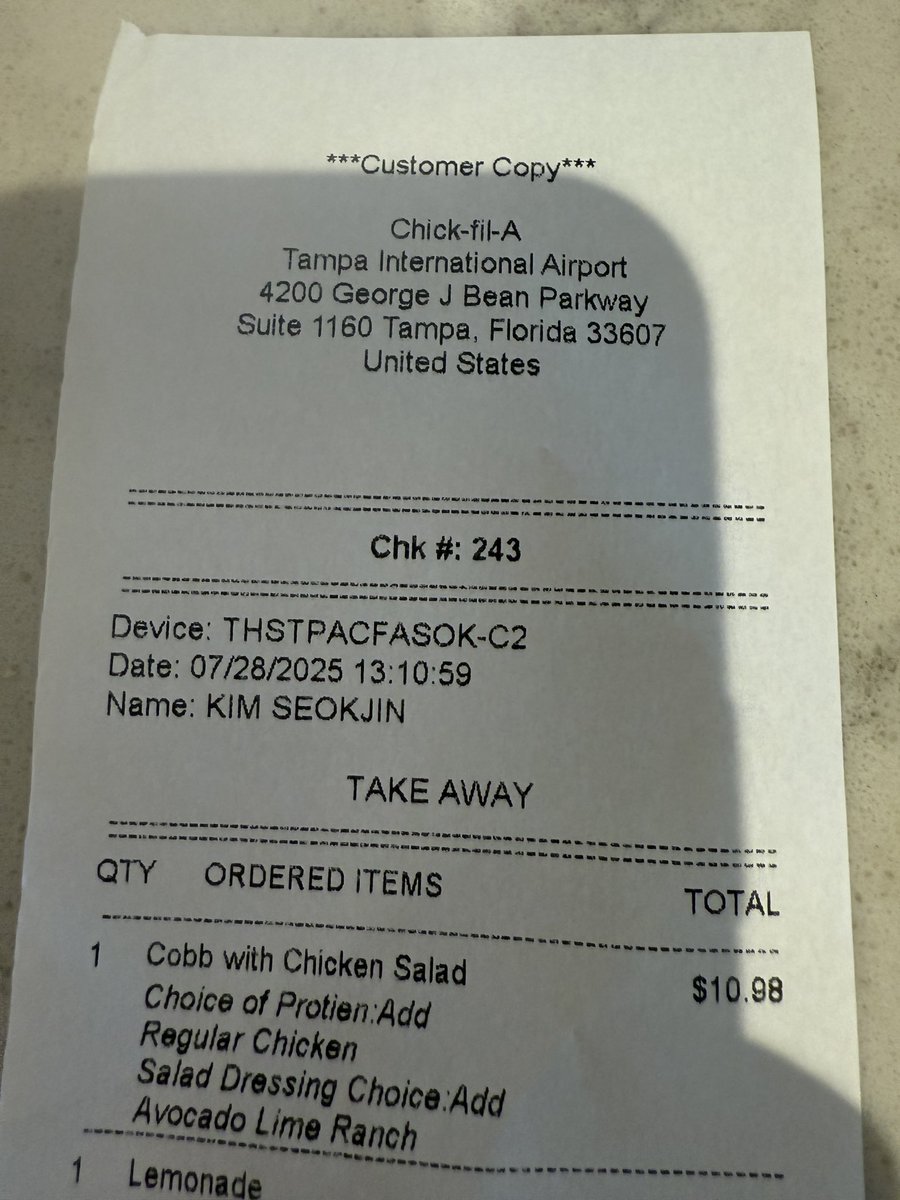 ***Customer Copy***
Chick-fil-A
Tampa International Airport
4200 George J Bean Parkway
Suite 1160 Tampa, Florida 33607
United States
Chk #: 243
Device: THSTPACFASOK-C2
Date: 07/28/2025 13:10:59
Name: KIM SEOKJIN
TAKE AWAY
QTY ORDERED ITEMS TOTAL
1 Cobb with Chicken Salad $10.98
Choice of Protien:Add
Regular Chicken
Salad Dressing Choice:Add
Avocado Lime Ranch
1 Lemonade